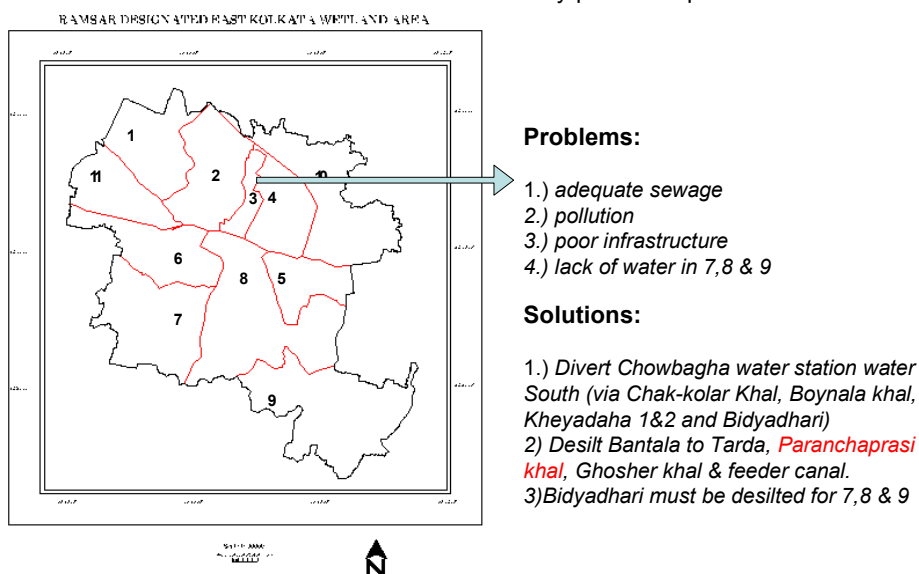 RAMSAR DESIGNATED EAST KOLKATA WETLAND AREA
1
11
2
10
3
4
6
8
5
7
9
N
Problems:
1.) adequate sewage
2.) pollution
3.) poor infrastructure
4.) lack of water in 7,8 & 9
Solutions:
1.) Divert Chowbagha water station water
South (via Chak-kolar Khal, Boynala khal,
Kheyadaha 1&2 and Bidyadhari)
2) Desilt Bantala to Tarda, Paranchaprasi
khal, Ghosher khal & feeder canal.
3)Bidyadhari must be desilted for 7,8 & 9